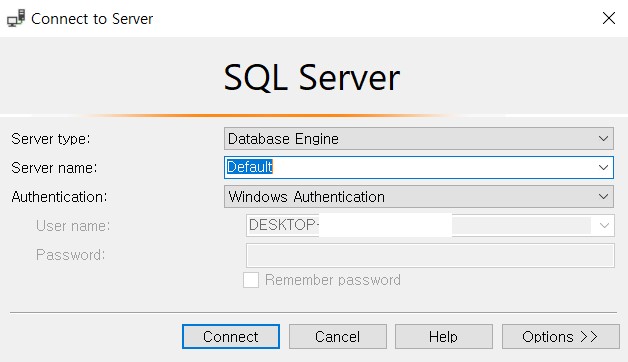 Connect to Server
SQL Server
Server type: Database Engine
Server name: Default
Authentication: Windows Authentication
User name: DESKTOP-
Password:
Remember password
Connect Cancel Help Options >>